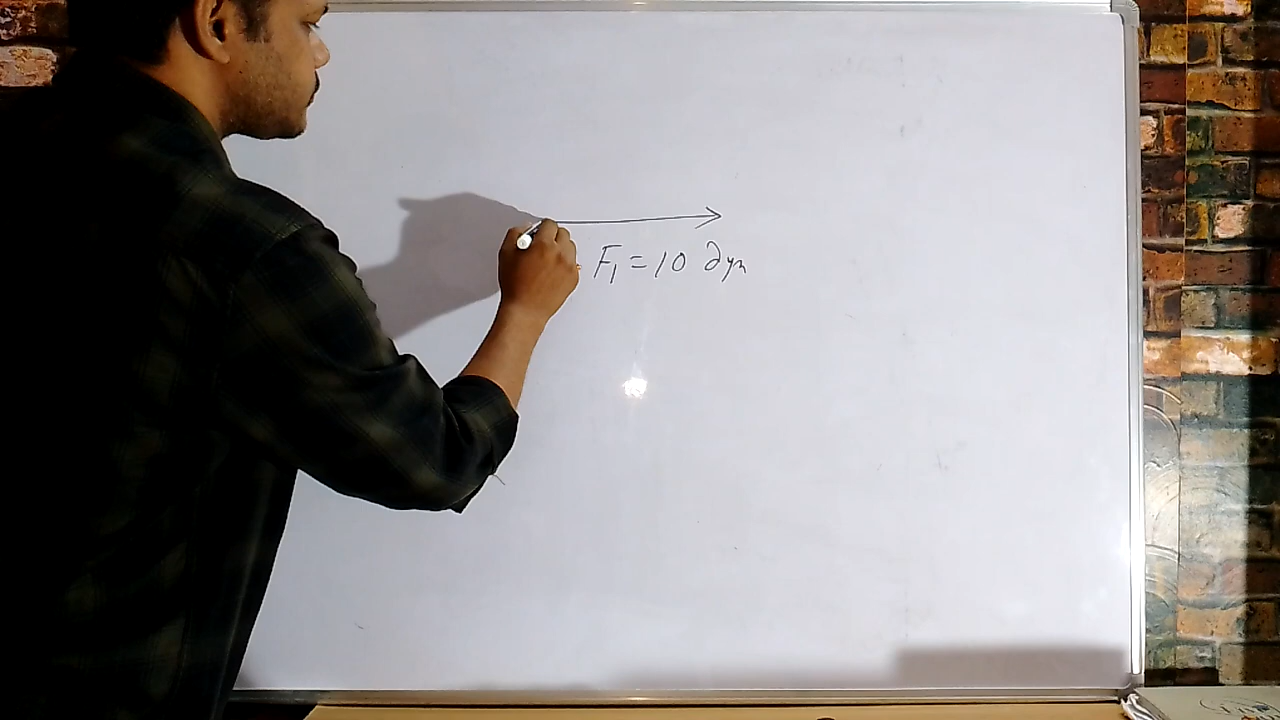 F₁ = 10 dyn